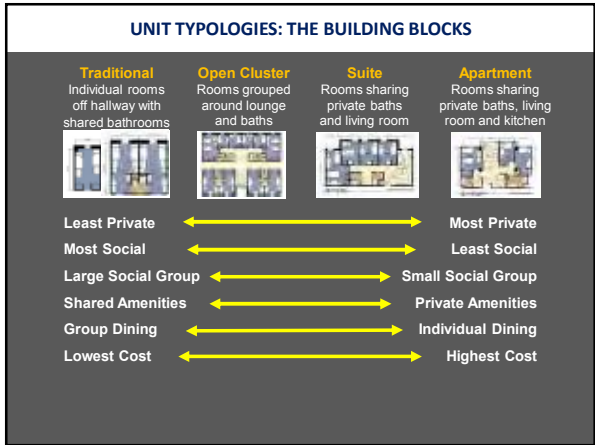 UNIT TYPOLOGIES: THE BUILDING BLOCKS
Traditional
Individual rooms
off hallway with
shared bathrooms
Open Cluster
Rooms grouped
around lounge
and baths
Suite
Rooms sharing
private baths
and living room
Apartment
Rooms sharing
private baths, living
room and kitchen
Least Private
Most Private
Most Social
Least Social
Large Social Group
Small Social Group
Shared Amenities
Private Amenities
Group Dining
Individual Dining
Lowest Cost
Highest Cost